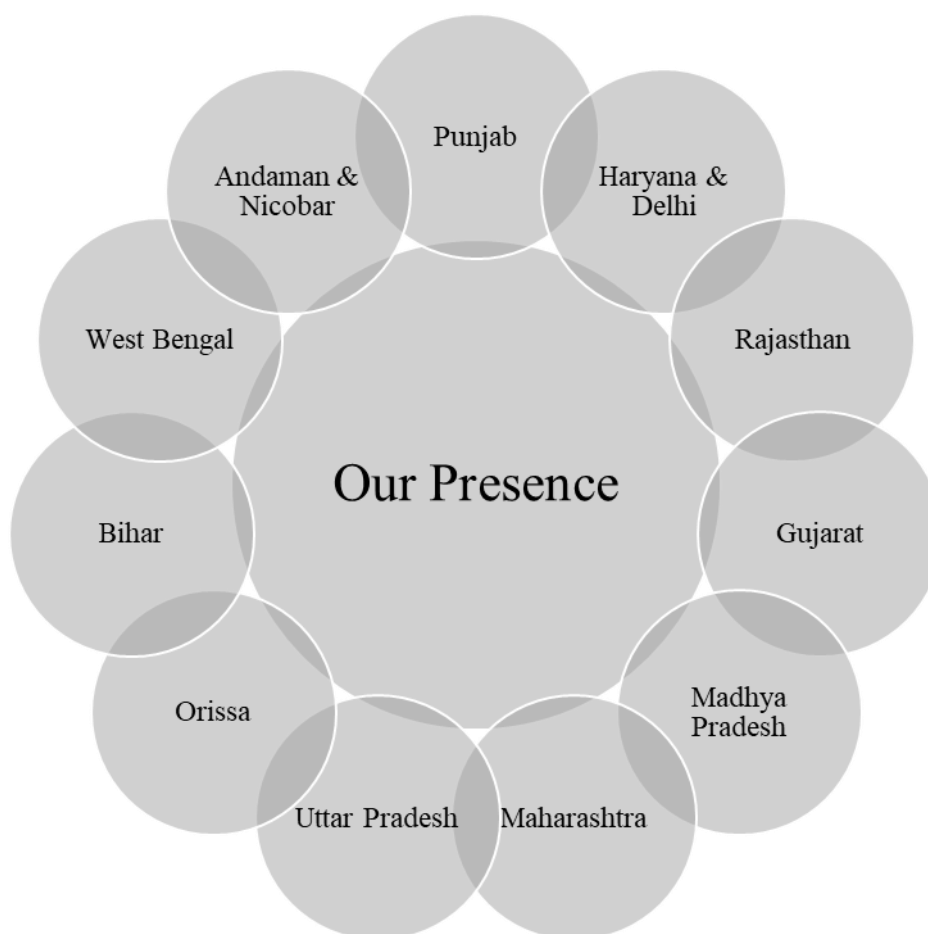 Punjab
Haryana &
Delhi
Rajasthan
Gujarat
Madhya
Pradesh
Maharashtra
Uttar Pradesh
Orissa
Bihar
West Bengal
Andaman &
Nicobar
Our Presence